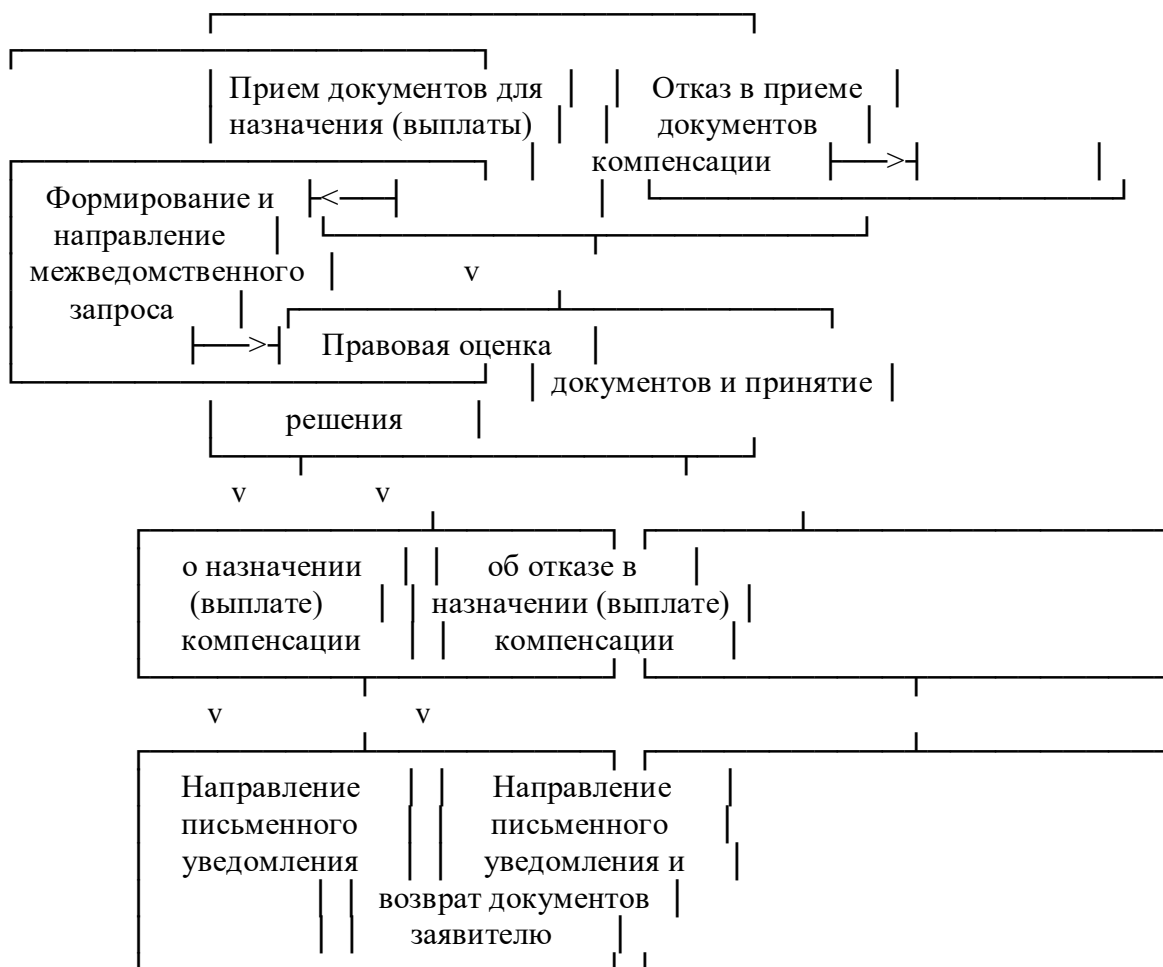 Прием документов для Отказ в приеме
назначения (выплаты) документов
компенсации
Формирование и
направление
межведомственного v
запроса
Правовая оценка
документов и принятие
решения
v v
о назначении об отказе в
(выплате) назначении (выплате)
компенсации компенсации
v v
Направление Направление
письменного письменного
уведомления уведомления и
возврат документов
заявителю